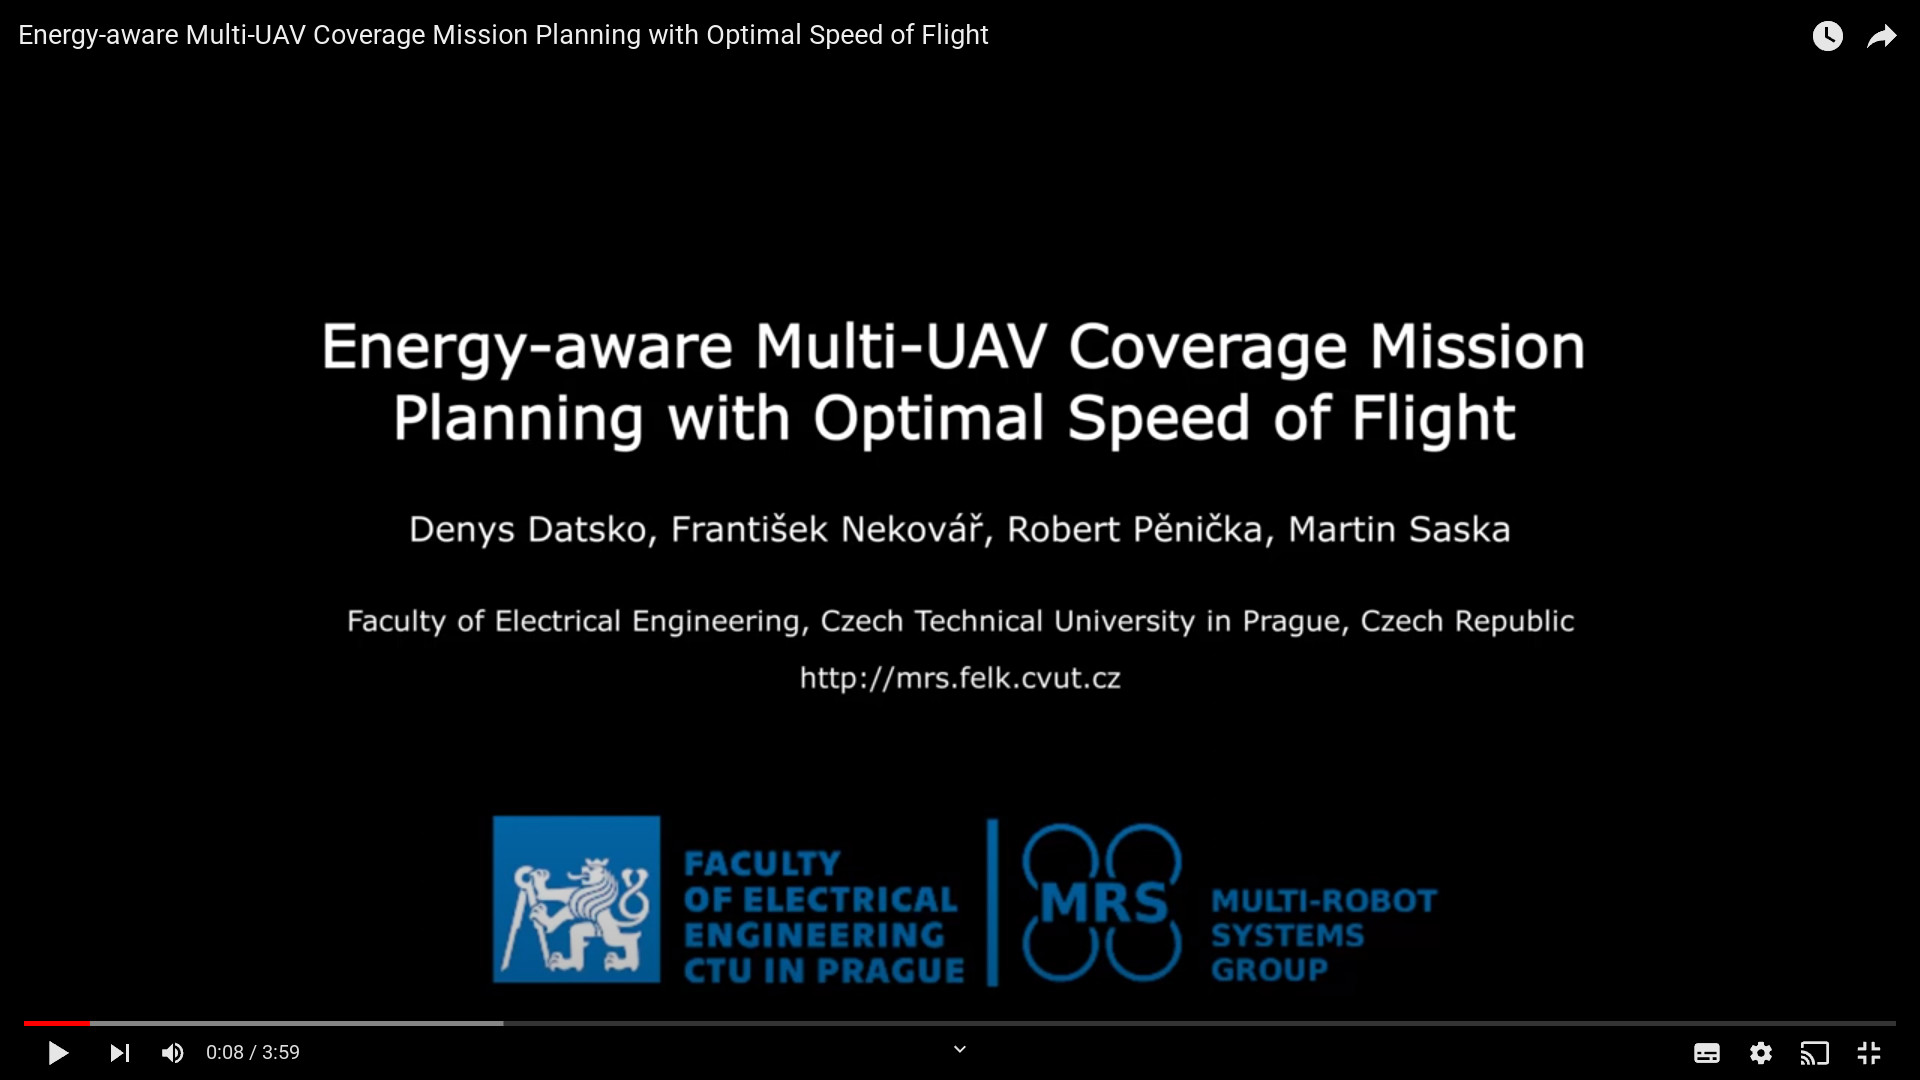 Energy-aware Multi-UAV Coverage Mission Planning with Optimal Speed of Flight
Energy-aware Multi-UAV Coverage Mission
Planning with Optimal Speed of Flight
Denys Datsko, František Nekovář, Robert Pěnička, Martin Saska
Faculty of Electrical Engineering, Czech Technical University in Prague, Czech Republic
http://mrs.felk.cvut.cz
FACULTY
OF ELECTRICAL
ENGINEERING
CTU IN PRAGUE
MRS
MULTI-ROBOT
SYSTEMS
GROUP
0:08 / 3:59